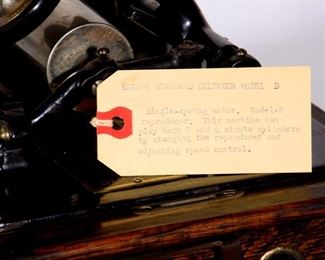 EDISON STANDARD CYLINDER MODEL D
Single-spring motor. Model-H
reproducer. This machine can
play both 2 and 4 minute cylinders
by changing the reproducer and
adjusting speed control.